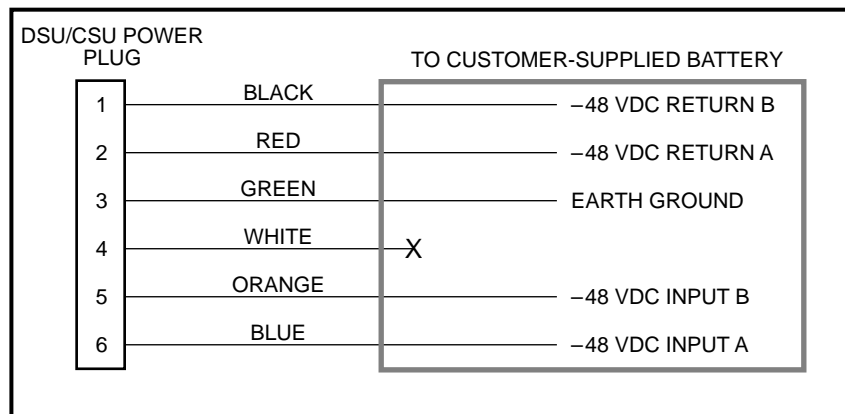 DSU/CSU POWER
PLUG
TO CUSTOMER-SUPPLIED BATTERY
1 BLACK –48 VDC RETURN B
2 RED –48 VDC RETURN A
3 GREEN EARTH GROUND
4 WHITE X
5 ORANGE –48 VDC INPUT B
6 BLUE –48 VDC INPUT A